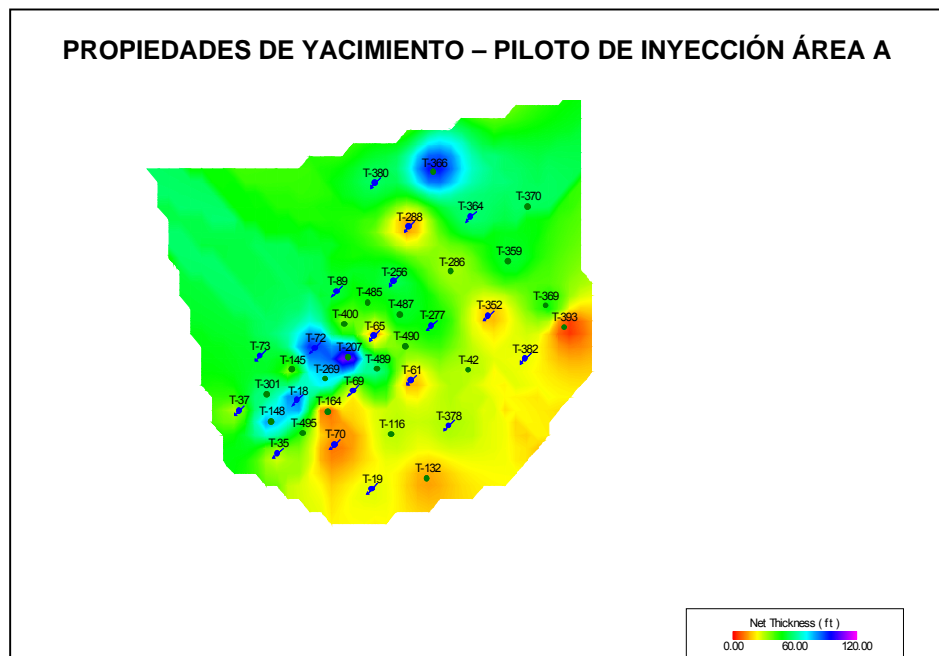 PROPIEDADES DE YACIMIENTO – PILOTO DE INYECCIÓN ÁREA A
T-366
T-380
T-370
T-364
T-288
T-359
T-286
T-256
T-89
T-485
T-369
T-487
T-352
T-277
T-393
T-400
T-65
T-72
T-490
T-207
T-382
T-73
T-145
T-489
T-42
T-269
T-61
T-69
T-301
T-18
T-37
T-164
T-148
T-378
T-495
T-70
T-116
T-35
T-132
T-19
Net Thickness ( ft )
0.00 60.00 120.00